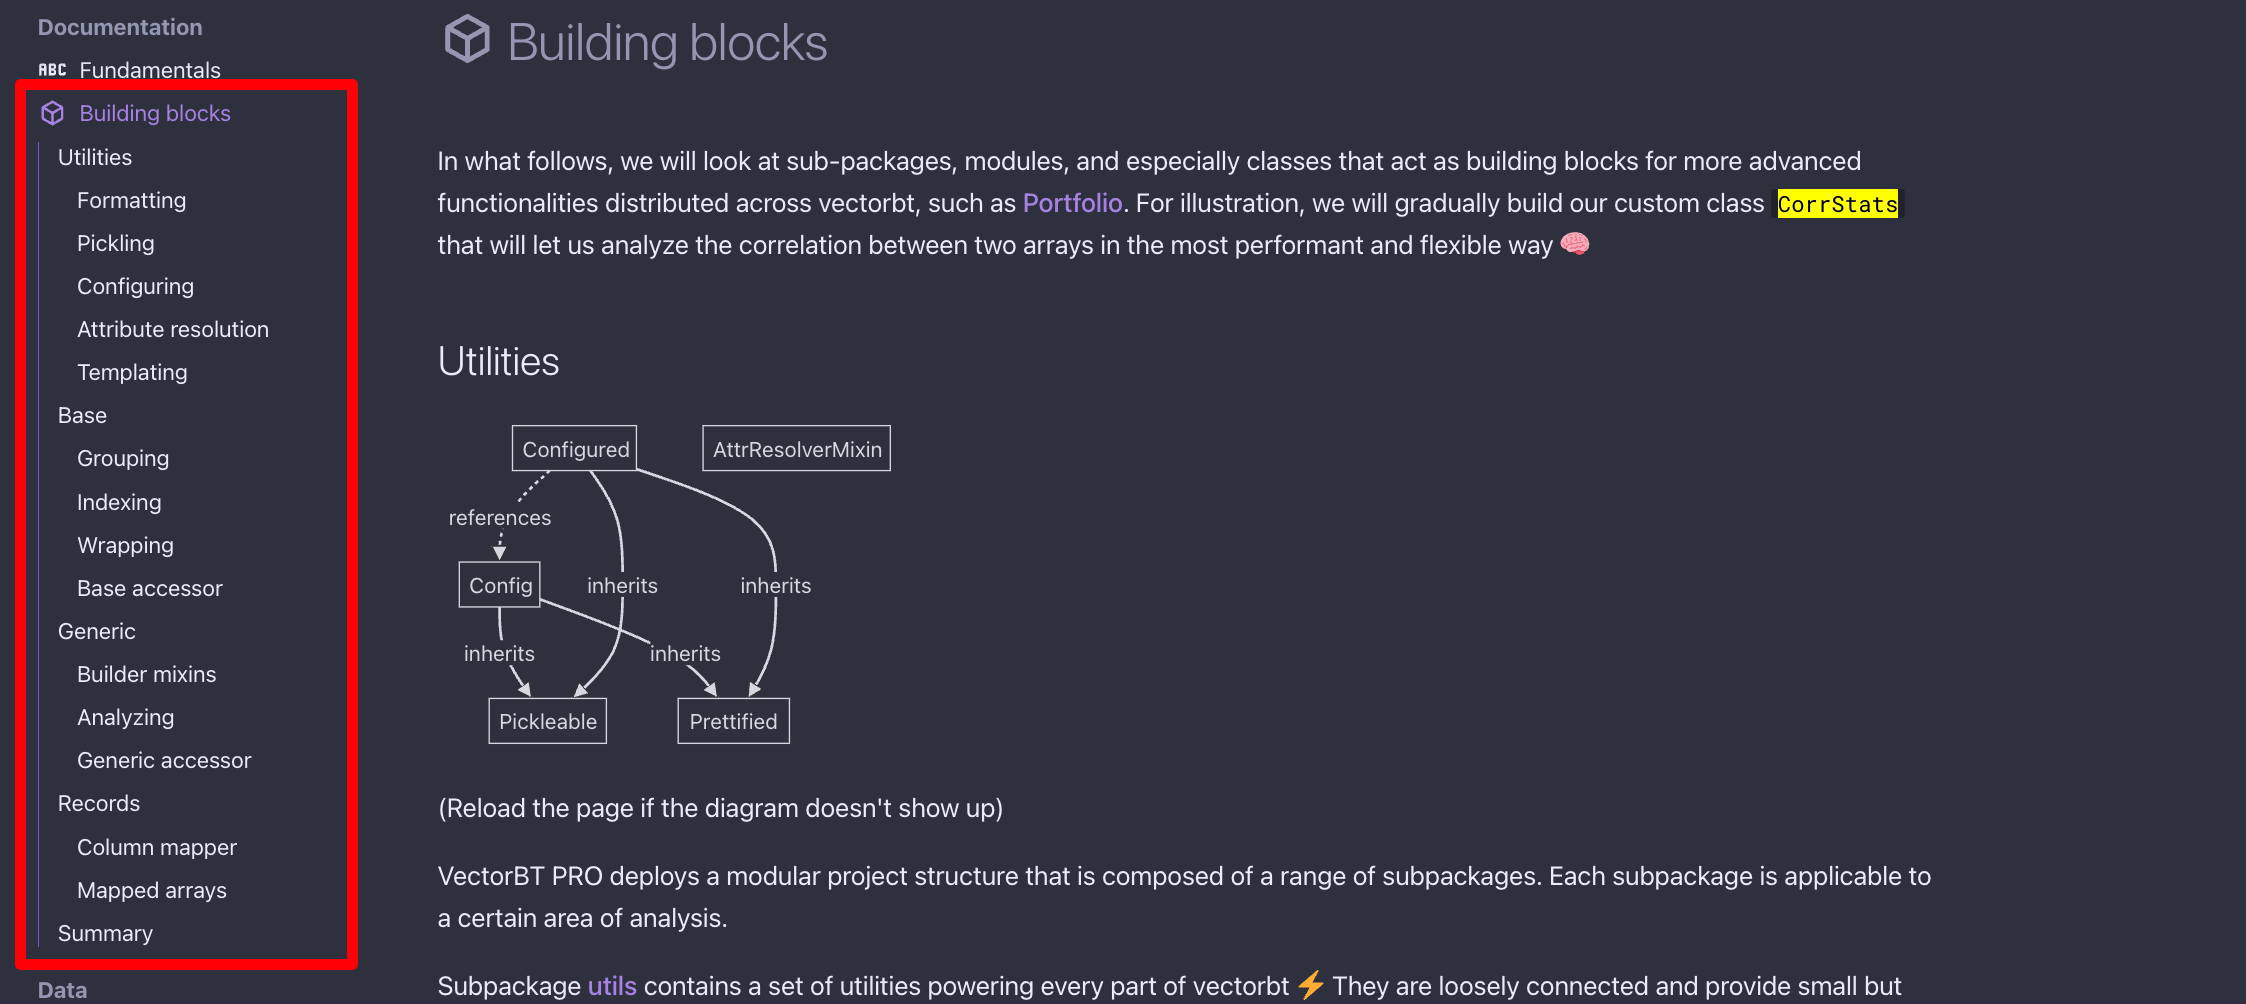 Documentation
ABC Fundamentals
Building blocks
Utilities
Formatting
Pickling
Configuring
Attribute resolution
Templating
Base
Grouping
Indexing
Wrapping
Base accessor
Generic
Builder mixins
Analyzing
Generic accessor
Records
Column mapper
Mapped arrays
Summary
Data
Building blocks
In what follows, we will look at sub-packages, modules, and especially classes that act as building blocks for more advanced
functionalities distributed across vectorbt, such as Portfolio. For illustration, we will gradually build our custom class CorrStats
that will let us analyze the correlation between two arrays in the most performant and flexible way 🧠
Utilities
Configured
AttrResolverMixin
references
Config
inherits
inherits
inherits
inherits
Pickleable
Prettified
(Reload the page if the diagram doesn't show up)
VectorBT PRO deploys a modular project structure that is composed of a range of subpackages. Each subpackage is applicable to
a certain area of analysis.
Subpackage utils contains a set of utilities powering every part of vectorbt ⚡ They are loosely connected and provide small but